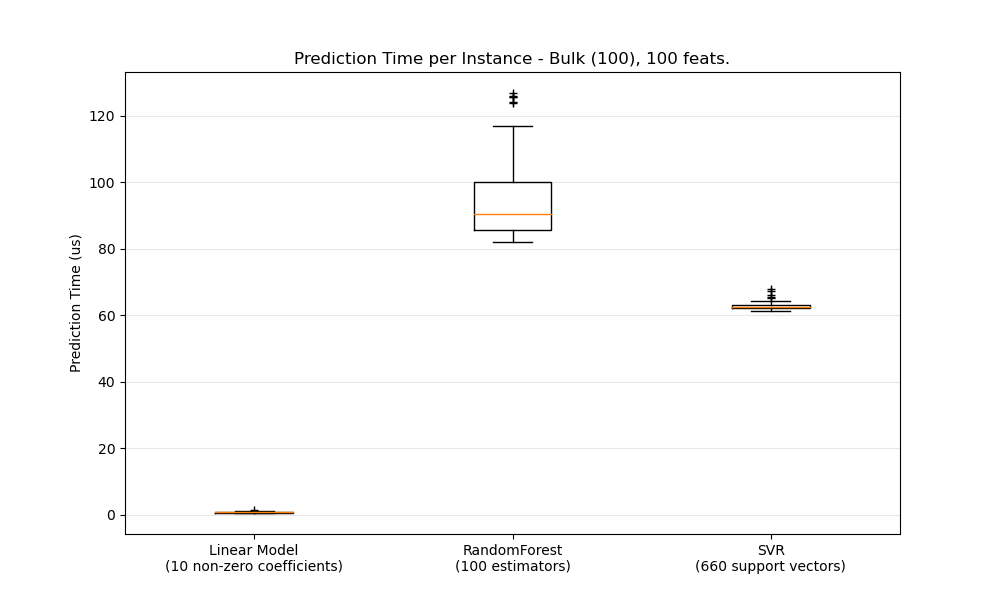 Prediction Time per Instance - Bulk (100), 100 feats.
Prediction Time (us)
120
100
80
60
40
20
0
Linear Model
(10 non-zero coefficients)
RandomForest
(100 estimators)
SVR
(660 support vectors)